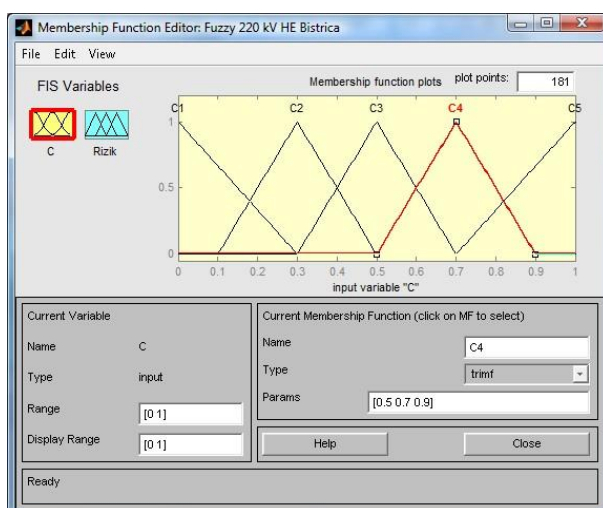 Membership Function Editor: Fuzzy 220 kV HE Bistrica
File Edit View
FIS Variables
Membership function plots plot points: 181
C Rizik
C1 C2 C3 C4 C5
1
0.5
0
0 0.1 0.2 0.3 0.4 0.5 0.6 0.7 0.8 0.9 1
input variable "C"
Current Variable
Name C
Type input
Range [0 1]
Display Range [0 1]
Current Membership Function (click on MF to select)
Name C4
Type trimf
Params [0.5 0.7 0.9]
Help Close
Ready